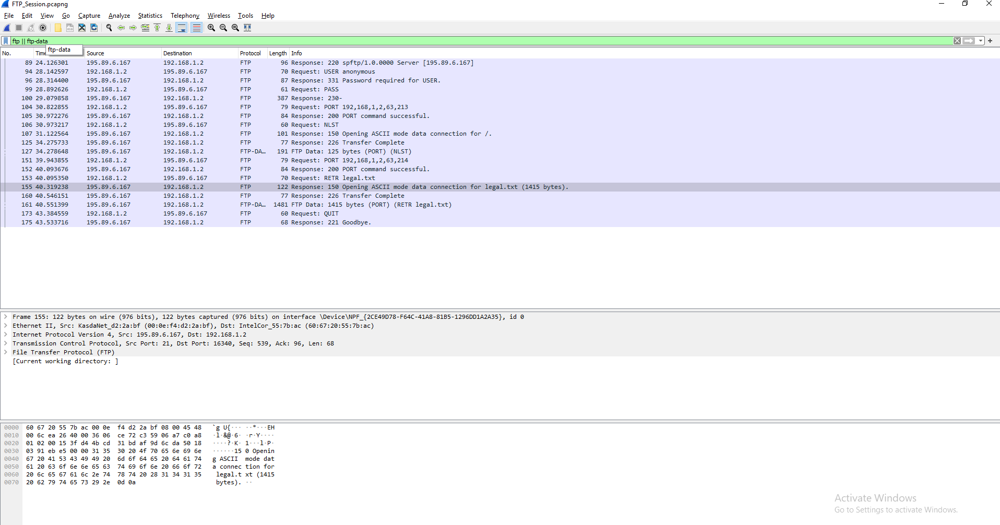 FTP_Session.pcapng
File Edit View Go Capture Analyze Statistics Telephony Wireless Tools Help
ftp || ftp-data
ftp-data
No. Time Source Destination Protocol Length Info
89 24.126301 195.89.6.167 192.168.1.2 FTP 96 Response: 220 spftp/1.0.0000 Server [195.89.6.167]
94 28.142597 192.168.1.2 195.89.6.167 FTP 70 Request: USER anonymous
96 28.314400 195.89.6.167 192.168.1.2 FTP 87 Response: 331 Password required for USER.
99 28.892626 192.168.1.2 195.89.6.167 FTP 61 Request: PASS
100 29.079858 195.89.6.167 192.168.1.2 FTP 387 Response: 230-
104 30.822855 192.168.1.2 195.89.6.167 FTP 79 Request: PORT 192,168,1,2,63,213
105 30.972276 195.89.6.167 192.168.1.2 FTP 84 Response: 200 PORT command successful.
106 30.973217 192.168.1.2 195.89.6.167 FTP 60 Request: NLST
107 31.122564 195.89.6.167 192.168.1.2 FTP 101 Response: 150 Opening ASCII mode data connection for /.
125 34.275733 195.89.6.167 192.168.1.2 FTP 77 Response: 226 Transfer Complete
127 34.278648 195.89.6.167 192.168.1.2 FTP-DA… 191 FTP Data: 125 bytes (PORT) (NLST)
151 39.943855 192.168.1.2 195.89.6.167 FTP 79 Request: PORT 192,168,1,2,63,214
152 40.093676 195.89.6.167 192.168.1.2 FTP 84 Response: 200 PORT command successful.
153 40.095350 192.168.1.2 195.89.6.167 FTP 70 Request: RETR legal.txt
155 40.319238 195.89.6.167 192.168.1.2 FTP 122 Response: 150 Opening ASCII mode data connection for legal.txt (1415 bytes).
160 40.546151 195.89.6.167 192.168.1.2 FTP 77 Response: 226 Transfer Complete
161 40.551399 195.89.6.167 192.168.1.2 FTP-DA… 1481 FTP Data: 1415 bytes (PORT) (RETR legal.txt)
173 43.384559 192.168.1.2 195.89.6.167 FTP 60 Request: QUIT
175 43.533716 195.89.6.167 192.168.1.2 FTP 68 Response: 221 Goodbye.
Frame 155: 122 bytes on wire (976 bits), 122 bytes captured (976 bits) on interface \Device\NPF_{2CE49D78-F64C-41A8-81B5-1296DD1A2A35}, id 0
Ethernet II, Src: KasdaNet_d2:2a:bf (00:0e:f4:d2:2a:bf), Dst: IntelCor_55:7b:ac (60:67:20:55:7b:ac)
Internet Protocol Version 4, Src: 195.89.6.167, Dst: 192.168.1.2
Transmission Control Protocol, Src Port: 21, Dst Port: 16340, Seq: 539, Ack: 96, Len: 68
File Transfer Protocol (FTP)
[Current working directory: ]
0000 60 67 20 55 7b ac 00 0e f4 d2 2a bf 08 00 45 48 `g U{··· ··*···EH
0010 00 6c ea 26 40 00 36 06 ce 72 c3 59 06 a7 c0 a8 ·l·&@·6· ·r·Y····
0020 01 02 00 15 3f d4 4b cd 31 bd af 9d 6c da 50 18 ····?·K· 1···l·P·
0030 03 91 eb e5 00 00 31 35 30 20 4f 70 65 6e 69 6e ······15 0 Openin
0040 67 20 41 53 43 49 49 20 6d 6f 64 65 20 64 61 74 g ASCII mode dat
0050 61 20 63 6f 6e 6e 65 63 74 69 6f 6e 20 66 6f 72 a connec tion for
0060 20 6c 65 67 61 6c 2e 74 78 74 20 28 31 34 31 35 legal.t xt (1415
0070 20 62 79 74 65 73 29 2e 0d 0a bytes). ··
Activate Windows
Go to Settings to activate Windows.